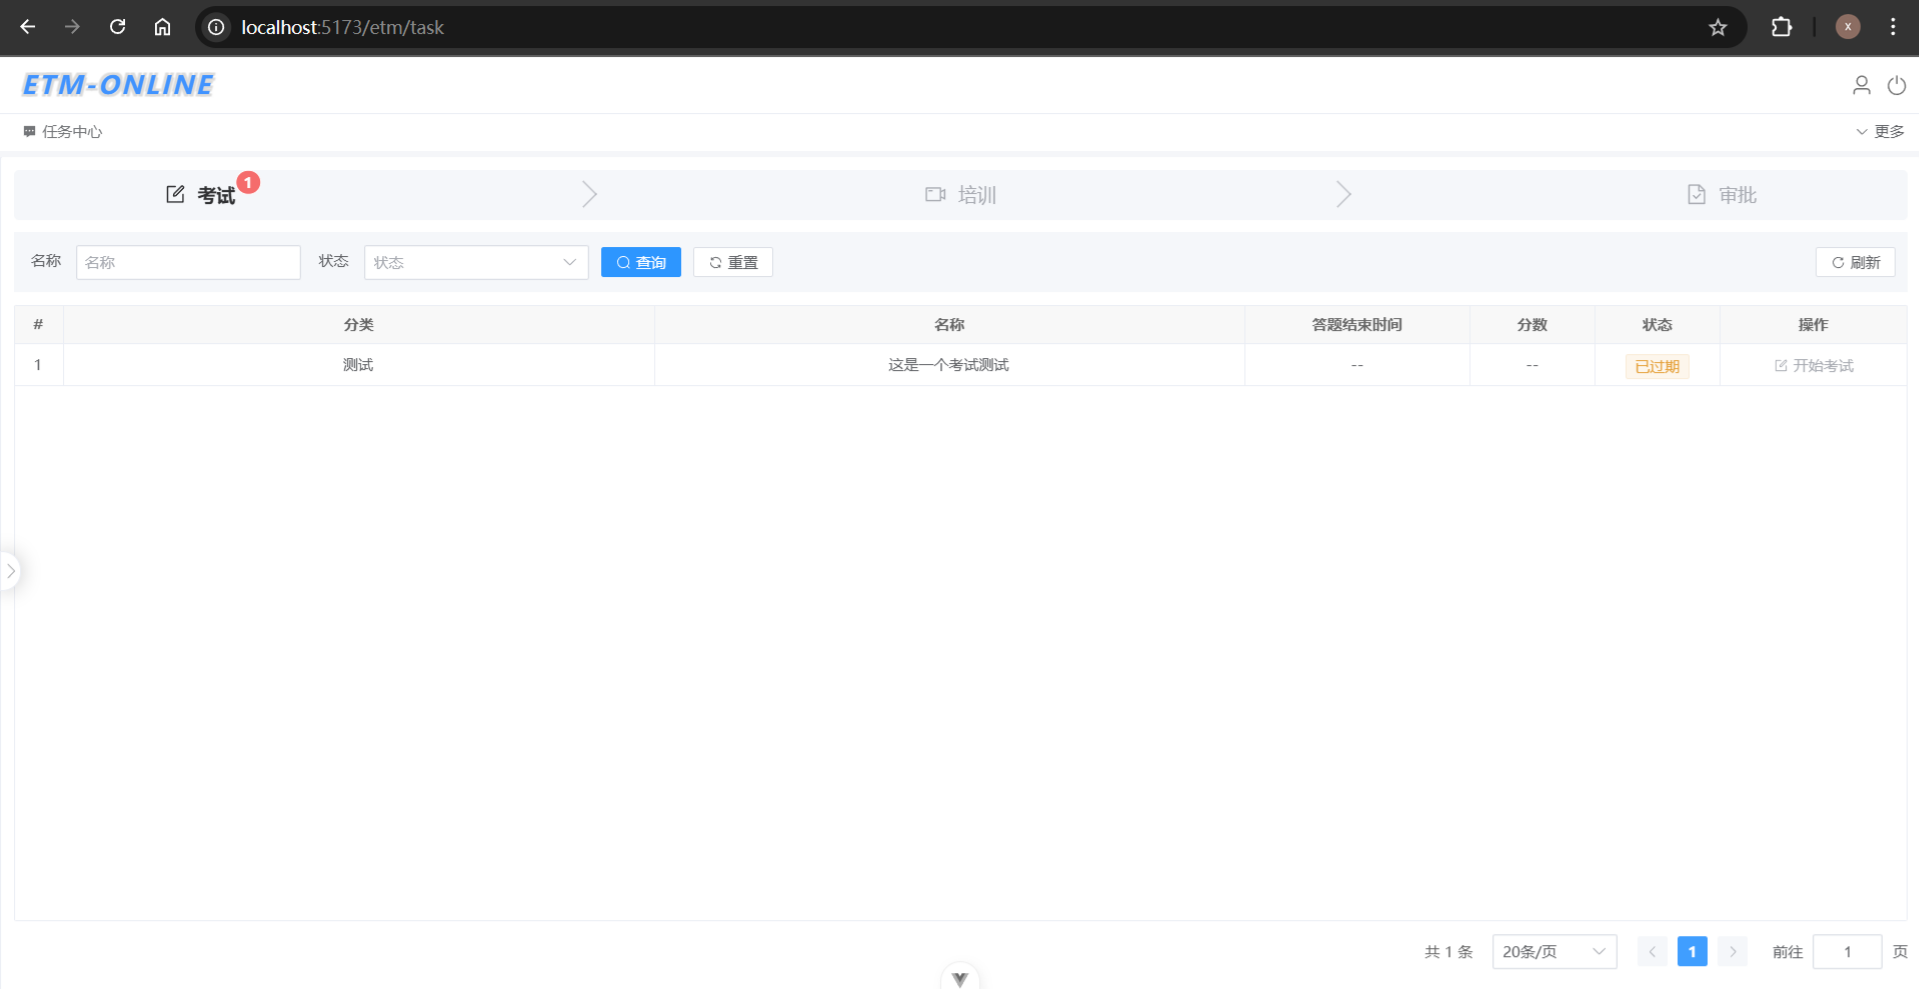 localhost:5173/etm/task
X
ETM-ONLINE
任务中心
更多
考试 1
培训
审批
名称 名称 状态 状态 查询 重置 刷新
# 分类 名称 答题结束时间 分数 状态 操作
1 测试 这是一个考试测试 -- -- 已过期 开始考试
共 1 条 20条/页 1 前往 1 页